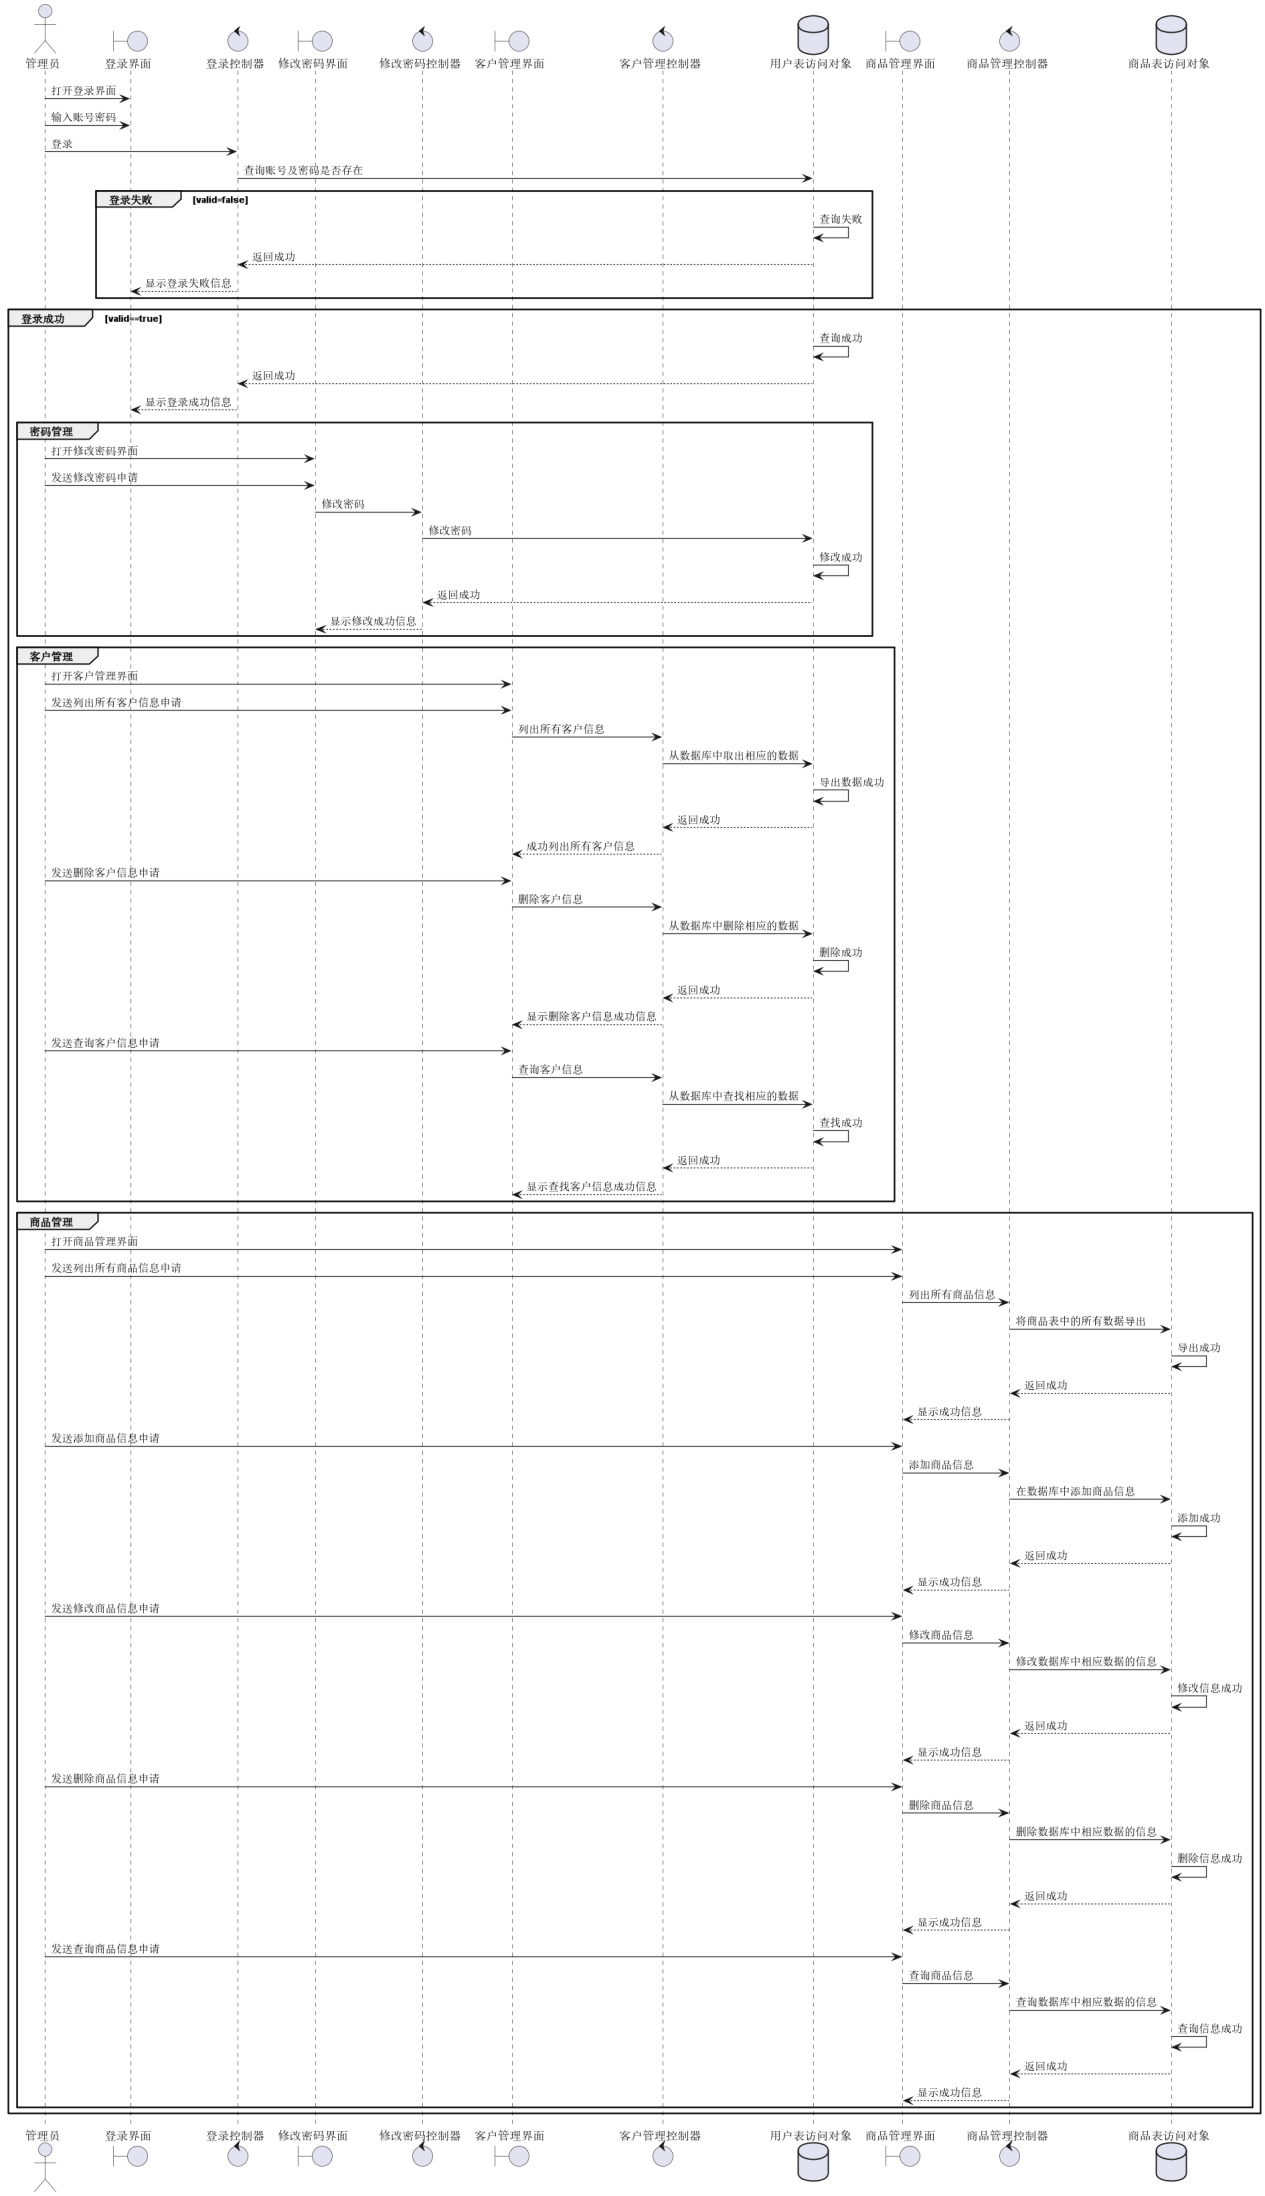 管理员 登录界面 登录控制器 修改密码界面 修改密码控制器 客户管理界面 客户管理控制器 用户表访问对象 商品管理界面 商品管理控制器 商品表访问对象
打开登录界面
输入账号密码
登录
查询账号及密码是否存在
登录失败 [valid=false]
查询失败
返回成功
显示登录失败信息
登录成功 [valid==true]
查询成功
返回成功
显示登录成功信息
密码管理
打开修改密码界面
发送修改密码申请
修改密码
修改密码
修改成功
返回成功
显示修改成功信息
客户管理
打开客户管理界面
发送列出所有客户信息申请
列出所有客户信息
从数据库中取出相应的数据
导出数据成功
返回成功
成功列出所有客户信息
发送删除客户信息申请
删除客户信息
从数据库中删除相应的数据
删除成功
返回成功
显示删除客户信息成功信息
发送查询客户信息申请
查询客户信息
从数据库中查找相应的数据
查找成功
返回成功
显示查找客户信息成功信息
商品管理
打开商品管理界面
发送列出所有商品信息申请
列出所有商品信息
将商品表中的所有数据导出
导出成功
返回成功
显示成功信息
发送添加商品信息申请
添加商品信息
在数据库中添加商品信息
添加成功
返回成功
显示成功信息
发送修改商品信息申请
修改商品信息
修改数据库中相应数据的信息
修改信息成功
返回成功
显示成功信息
发送删除商品信息申请
删除商品信息
删除数据库中相应数据的信息
删除信息成功
返回成功
显示成功信息
发送查询商品信息申请
查询商品信息
查询数据库中相应数据的信息
查询信息成功
返回成功
显示成功信息
管理员 登录界面 登录控制器 修改密码界面 修改密码控制器 客户管理界面 客户管理控制器 用户表访问对象 商品管理界面 商品管理控制器 商品表访问对象